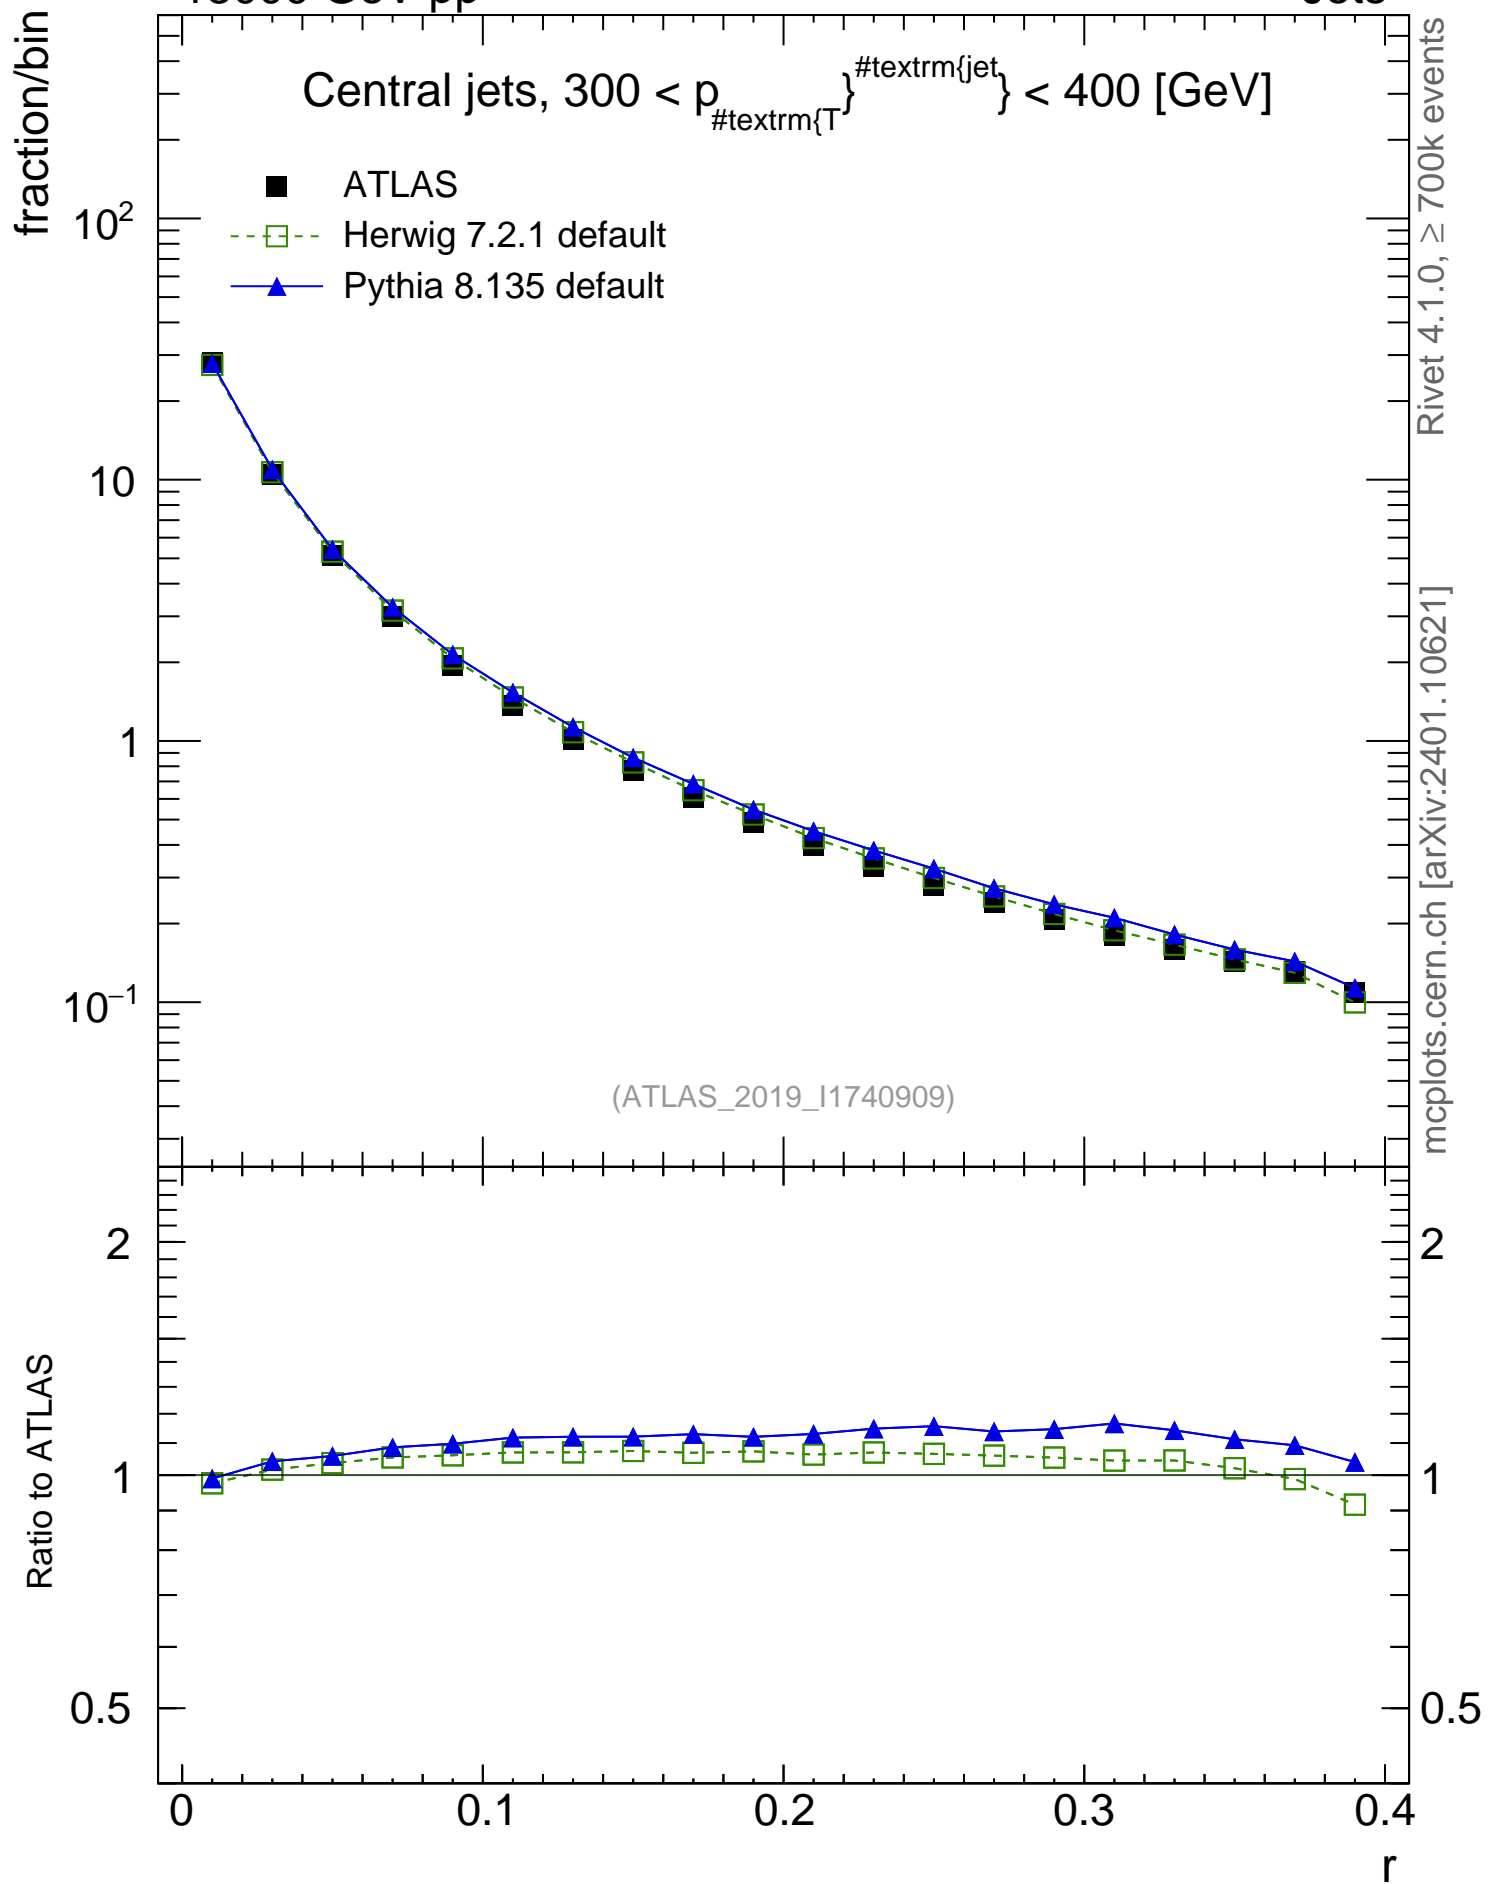 fraction/bin
Central jets, 300 < p_#textrm{T}^#textrm{jet}} < 400 [GeV]
ATLAS
Herwig 7.2.1 default
Pythia 8.135 default
10²
10
1
10⁻¹
(ATLAS_2019_I1740909)
Rivet 4.1.0, ≥ 700k events
mcplots.cern.ch [arXiv:2401.10621]
Ratio to ATLAS
2
1
0.5
2
1
0.5
0 0.1 0.2 0.3 0.4
r